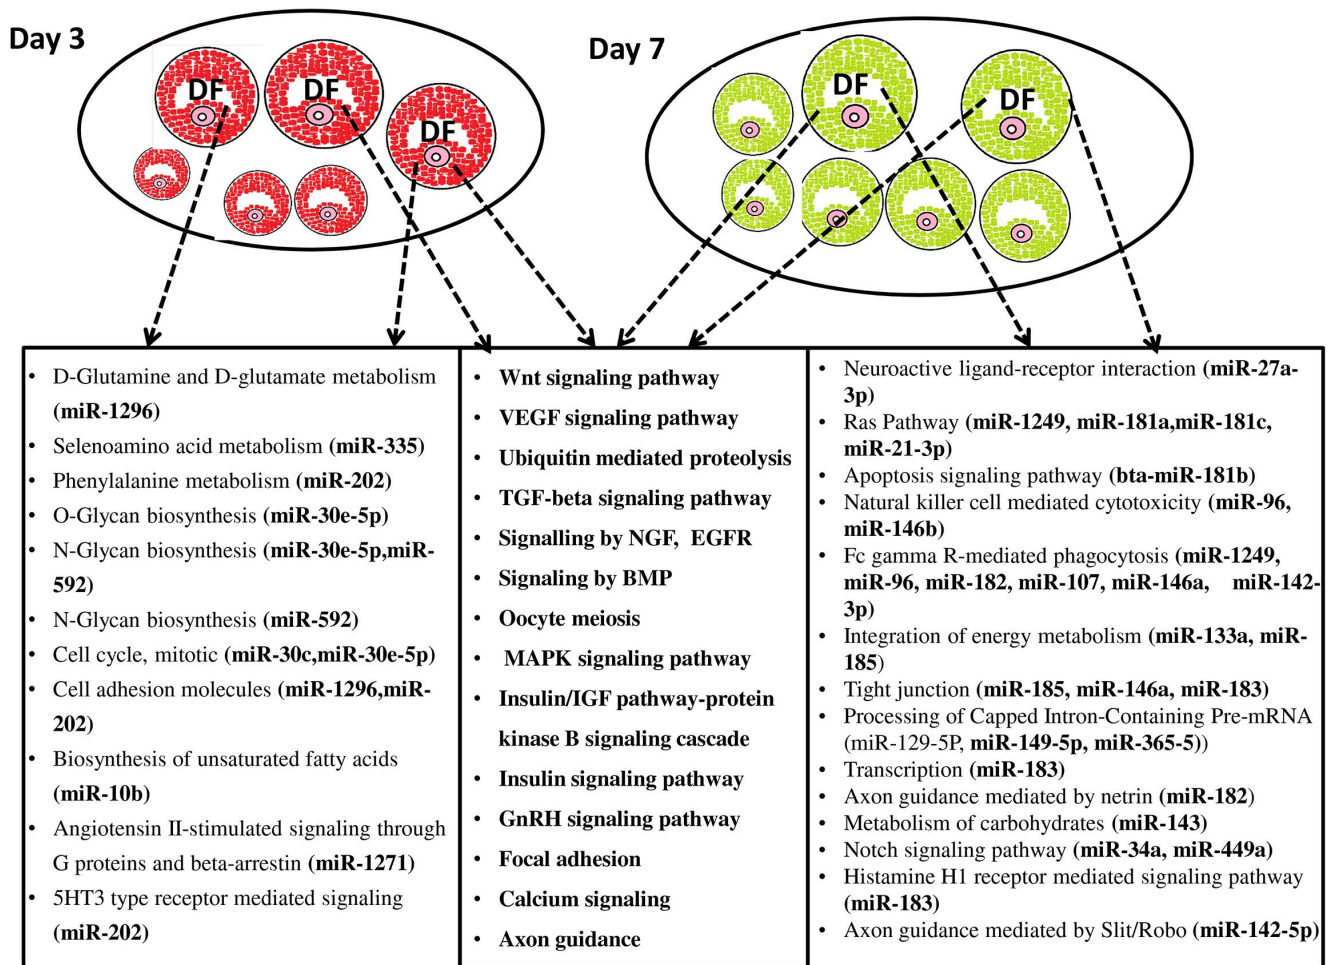 Day 3
DF
DF
DF
Day 7
DF
DF
• D-Glutamine and D-glutamate metabolism
(miR-1296)
• Selenoamino acid metabolism (miR-335)
• Phenylalanine metabolism (miR-202)
• O-Glycan biosynthesis (miR-30e-5p)
• N-Glycan biosynthesis (miR-30e-5p,miR-
592)
• N-Glycan biosynthesis (miR-592)
• Cell cycle, mitotic (miR-30c,miR-30e-5p)
• Cell adhesion molecules (miR-1296,miR-
202)
• Biosynthesis of unsaturated fatty acids
(miR-10b)
• Angiotensin II-stimulated signaling through
G proteins and beta-arrestin (miR-1271)
• 5HT3 type receptor mediated signaling
(miR-202)
• Wnt signaling pathway
• VEGF signaling pathway
• Ubiquitin mediated proteolysis
• TGF-beta signaling pathway
• Signalling by NGF, EGFR
• Signaling by BMP
• Oocyte meiosis
• MAPK signaling pathway
• Insulin/IGF pathway-protein
kinase B signaling cascade
• Insulin signaling pathway
• GnRH signaling pathway
• Focal adhesion
• Calcium signaling
• Axon guidance
• Neuroactive ligand-receptor interaction (miR-27a-
3p)
• Ras Pathway (miR-1249, miR-181a,miR-181c,
miR-21-3p)
• Apoptosis signaling pathway (bta-miR-181b)
• Natural killer cell mediated cytotoxicity (miR-96,
miR-146b)
• Fc gamma R-mediated phagocytosis (miR-1249,
miR-96, miR-182, miR-107, miR-146a, miR-142-
3p)
• Integration of energy metabolism (miR-133a, miR-
185)
• Tight junction (miR-185, miR-146a, miR-183)
• Processing of Capped Intron-Containing Pre-mRNA
(miR-129-5P, miR-149-5p, miR-365-5))
• Transcription (miR-183)
• Axon guidance mediated by netrin (miR-182)
• Metabolism of carbohydrates (miR-143)
• Notch signaling pathway (miR-34a, miR-449a)
• Histamine H1 receptor mediated signaling pathway
(miR-183)
• Axon guidance mediated by Slit/Robo (miR-142-5p)